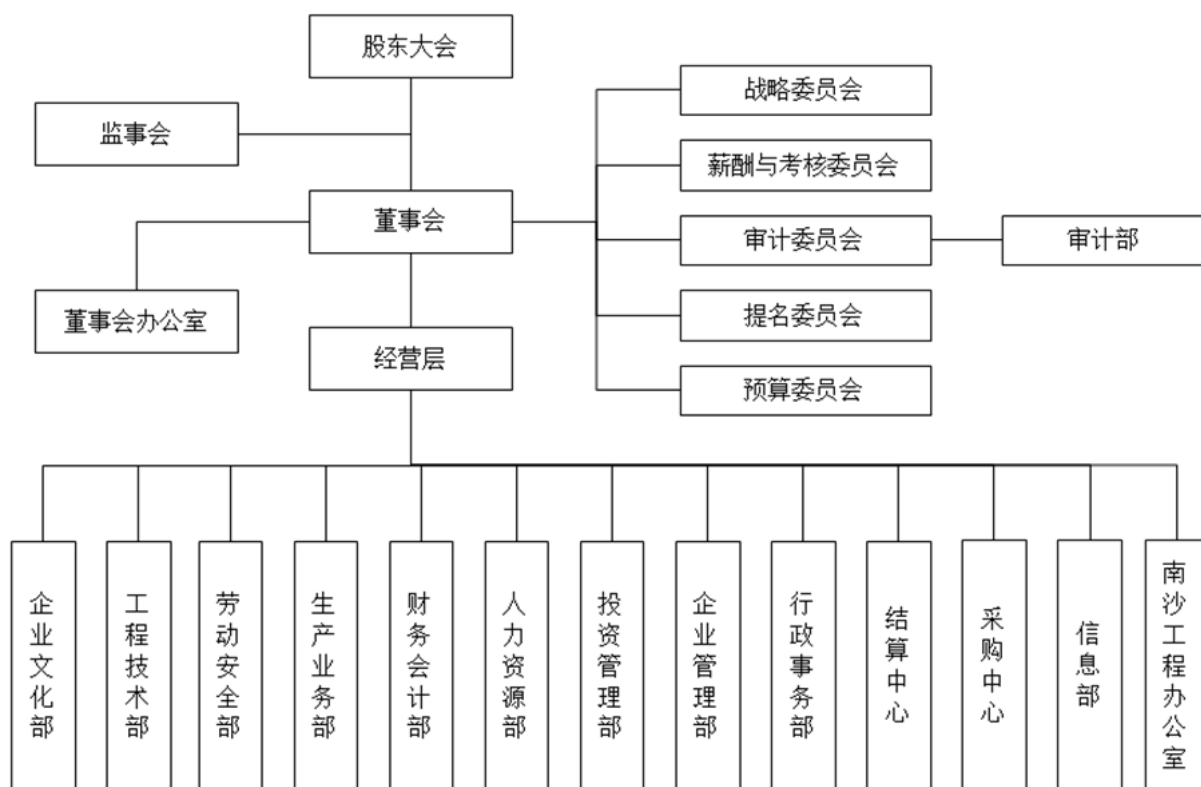 股东大会
战略委员会
监事会
薪酬与考核委员会
董事会
审计委员会
审计部
董事会办公室
提名委员会
经营层
预算委员会
企业文化部
工程技术部
劳动安全部
生产业务部
财务会计部
人力资源部
投资管理部
企业管理部
行政事务部
结算中心
采购中心
信息部
南沙工程办公室